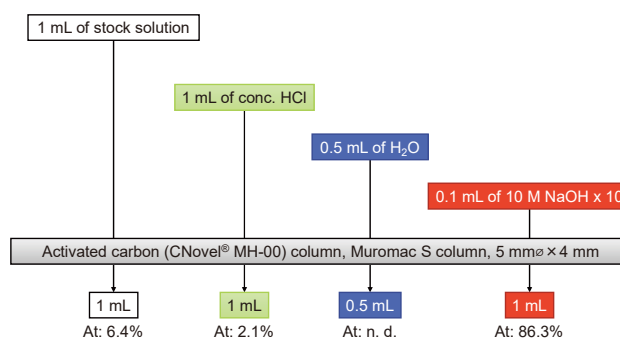 1 mL of stock solution
1 mL of conc. HCl
0.5 mL of H₂O
0.1 mL of 10 M NaOH x 10
Activated carbon (CNovel® MH-00) column, Muromac S column, 5 mmø × 4 mm
1 mL 1 mL 0.5 mL 1 mL
At: 6.4% At: 2.1% At: n. d. At: 86.3%